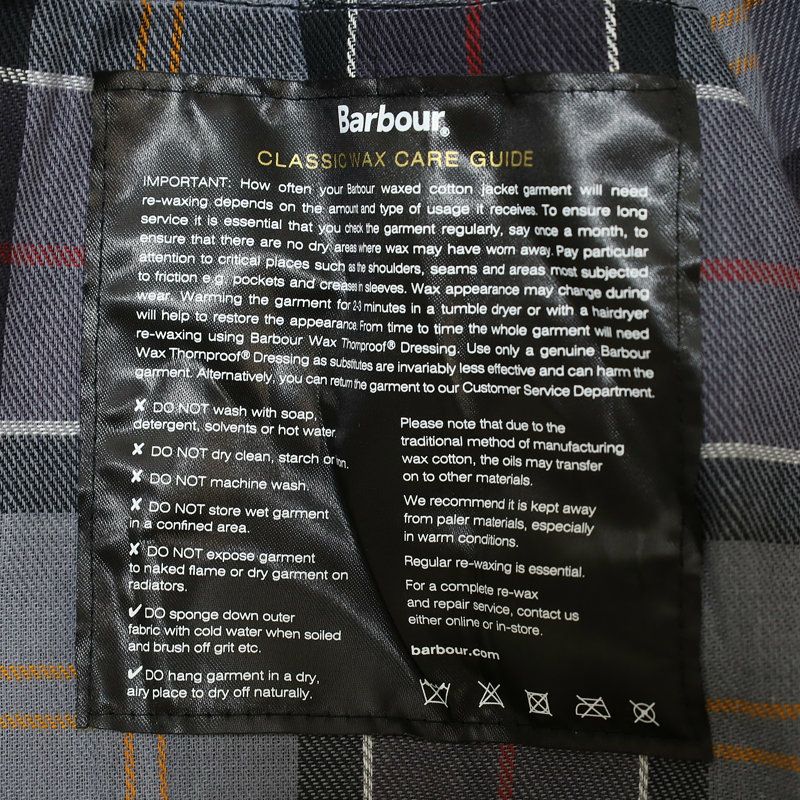 Barbour®
CLASSIC WAX CARE GUIDE
IMPORTANT: How often your Barbour waxed cotton jacket garment will need
re-waxing depends on the amount and type of usage it receives. To ensure long
service it is essential that you check the garment regularly, say once a month, to
ensure that there are no dry areas where wax may have worn away. Pay particular
attention to critical places such as the shoulders, seams and areas most subjected
to friction e.g. pockets and creases in sleeves. Wax appearance may change during
wear. Warming the garment for 2-3 minutes in a tumble dryer or with a hairdryer
will help to restore the appearance. From time to time the whole garment will need
re-waxing using Barbour Wax Thornproof® Dressing. Use only a genuine Barbour
Wax Thornproof® Dressing as substitutes are invariably less effective and can harm the
garment. Alternatively, you can return the garment to our Customer Service Department.
✘ DO NOT wash with soap,
detergent, solvents or hot water.
✘ DO NOT dry clean, starch or iron.
✘ DO NOT machine wash.
✘ DO NOT store wet garment
in a confined area.
✘ DO NOT expose garment
to naked flame or dry garment on
radiators.
✔ DO sponge down outer
fabric with cold water when soiled
and brush off grit etc.
✔ DO hang garment in a dry,
airy place to dry off naturally.
Please note that due to the
traditional method of manufacturing
wax cotton, the oils may transfer
on to other materials.
We recommend it is kept away
from paler materials, especially
in warm conditions.
Regular re-waxing is essential.
For a complete re-wax
and repair service, contact us
either online or in-store.
barbour.com